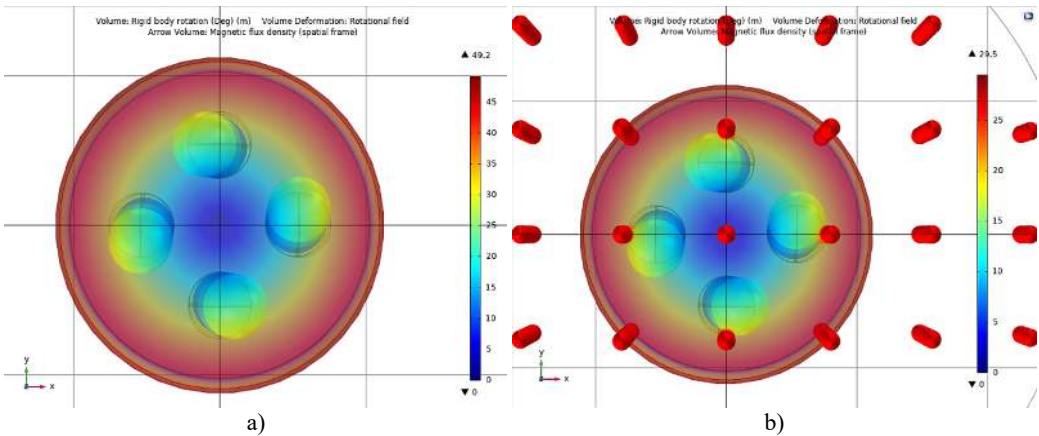 Volume: Rigid body rotation (Deg) (m) Volume Deformation: Rotational field
Arrow Volume: Magnetic flux density (spatial frame)
▲ 49.2
45
40
35
30
25
20
15
10
5
0
▼ 0
y
x
a)
Volume: Rigid body rotation (Deg) (m) Volume Deformation: Rotational field
Arrow Volume: Magnetic flux density (spatial frame)
▲ 29.5
25
20
15
10
5
0
▼ 0
y
x
b)